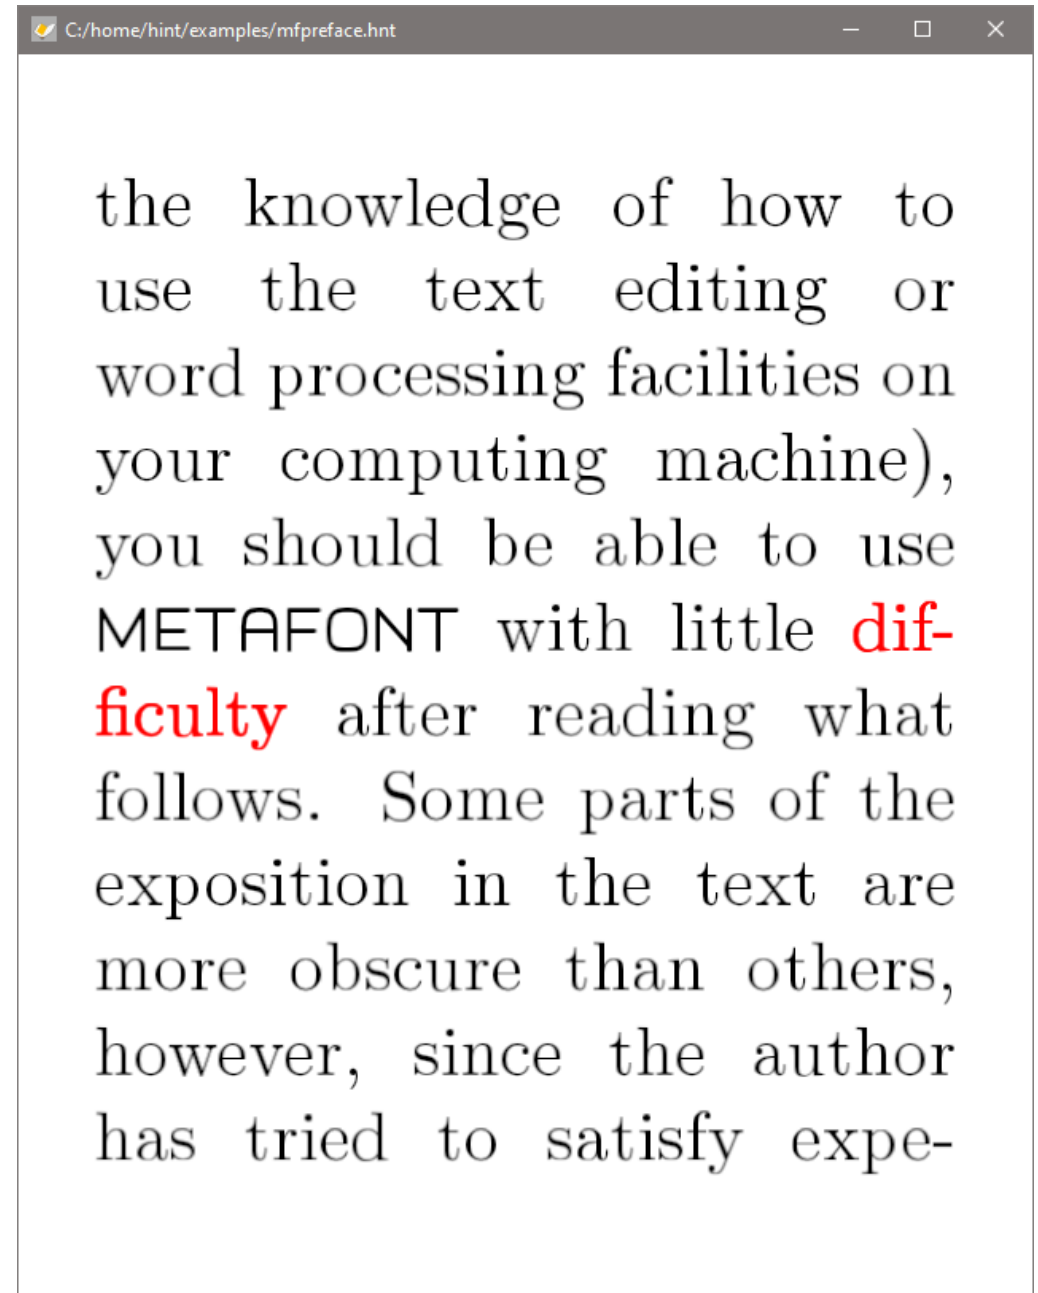 C:/home/hint/examples/mfpreface.hnt
the knowledge of how to
use the text editing or
word processing facilities on
your computing machine),
you should be able to use
METAFONT with little dif-
ficulty after reading what
follows. Some parts of the
exposition in the text are
more obscure than others,
however, since the author
has tried to satisfy expe-